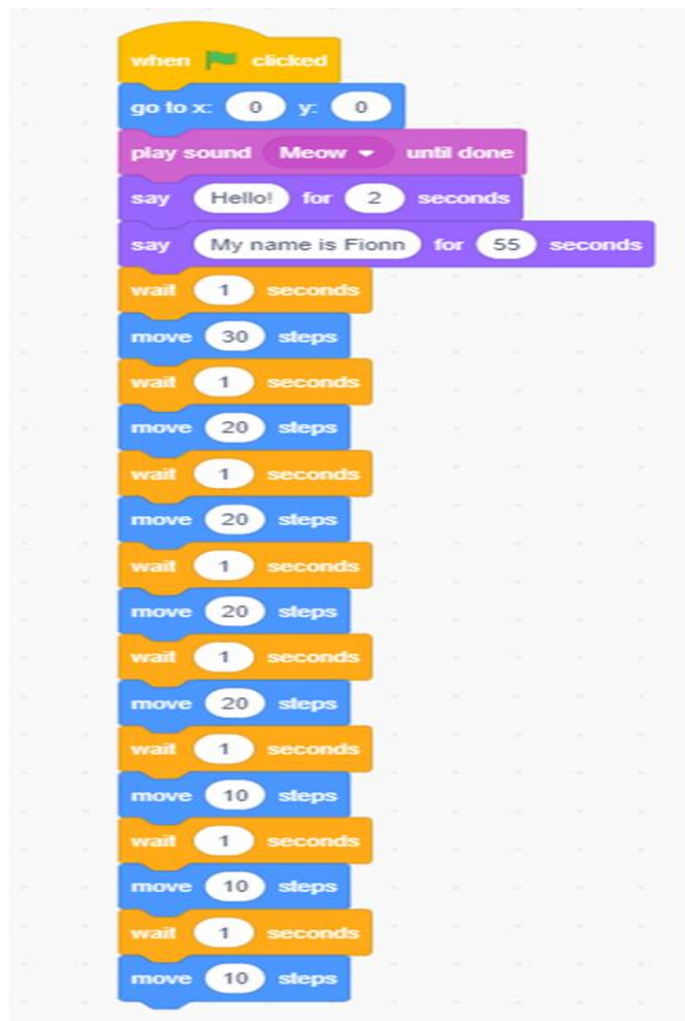 when clicked
go to x: 0 y: 0
play sound Meow until done
say Hello! for 2 seconds
say My name is Fionn for 55 seconds
wait 1 seconds
move 30 steps
wait 1 seconds
move 20 steps
wait 1 seconds
move 20 steps
wait 1 seconds
move 20 steps
wait 1 seconds
move 20 steps
wait 1 seconds
move 10 steps
wait 1 seconds
move 10 steps
wait 1 seconds
move 10 steps